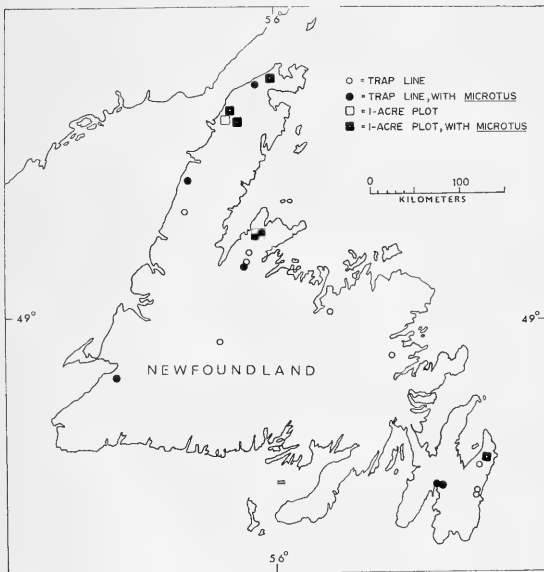 56°
○ = TRAP LINE
● = TRAP LINE, WITH MICROTUS
□ = 1-ACRE PLOT
■ = 1-ACRE PLOT, WITH MICROTUS
0 100
KILOMETERS
49° 49°
NEWFOUNDLAND
56°